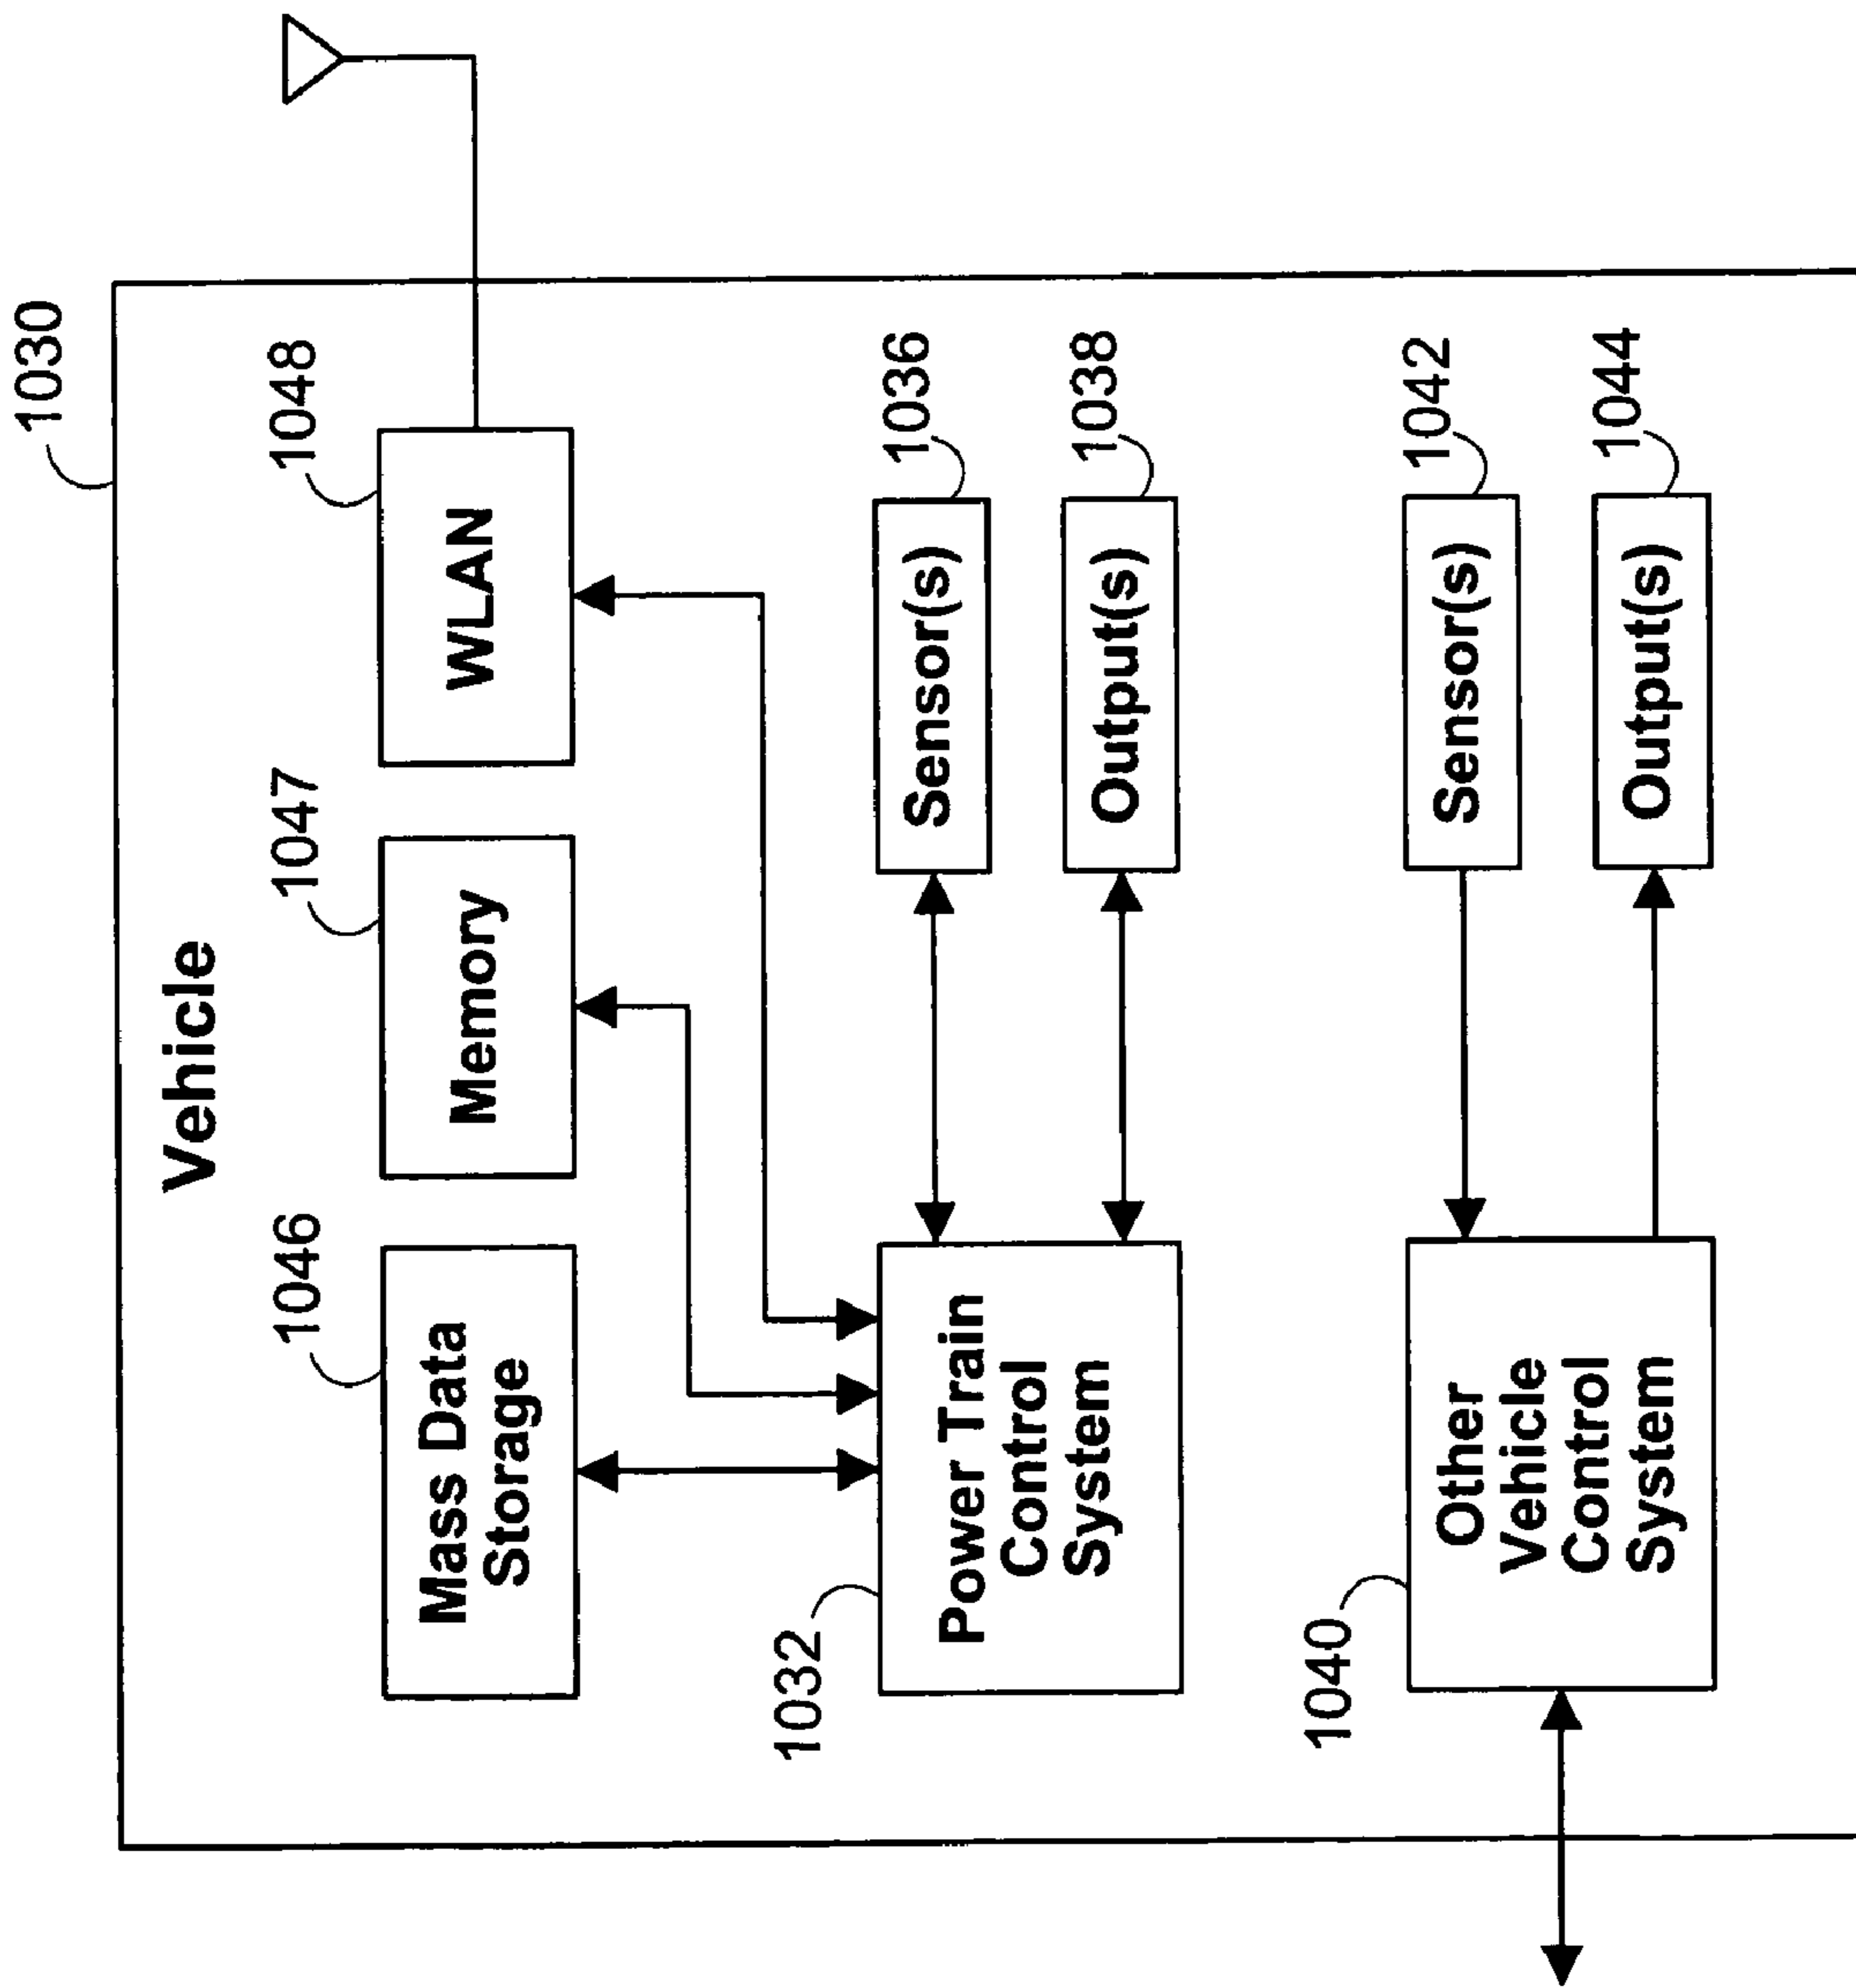 1030
Vehicle
1046
1047
1048
Mass Data
Storage
Memory
WLAN
1032
Power Train
Control
System
Sensor(s)
1036
Output(s)
1038
1040
Other
Vehicle
Control
System
Sensor(s)
1042
Output(s)
1044